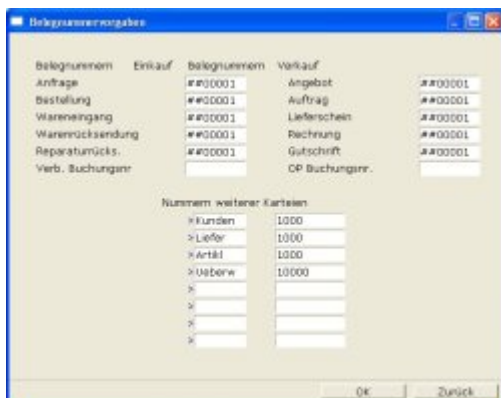 Belegnummernvorgaben
Belegnummern Einkauf Belegnummern Verkauf
Anfrage ##00001 Angebot ##00001
Bestellung ##00001 Auftrag ##00001
Wareneingang ##00001 Lieferschein ##00001
Warenrücksendung ##00001 Rechnung ##00001
Reparaturrücks. ##00001 Gutschrift ##00001
Verb. Buchungsnr OP Buchungsnr.
Nummern weiterer Karteien
>Kunden 1000
>Liefer 1000
>Artikl 1000
>Ueberw 10000
>
>
>
>
OK Zurück